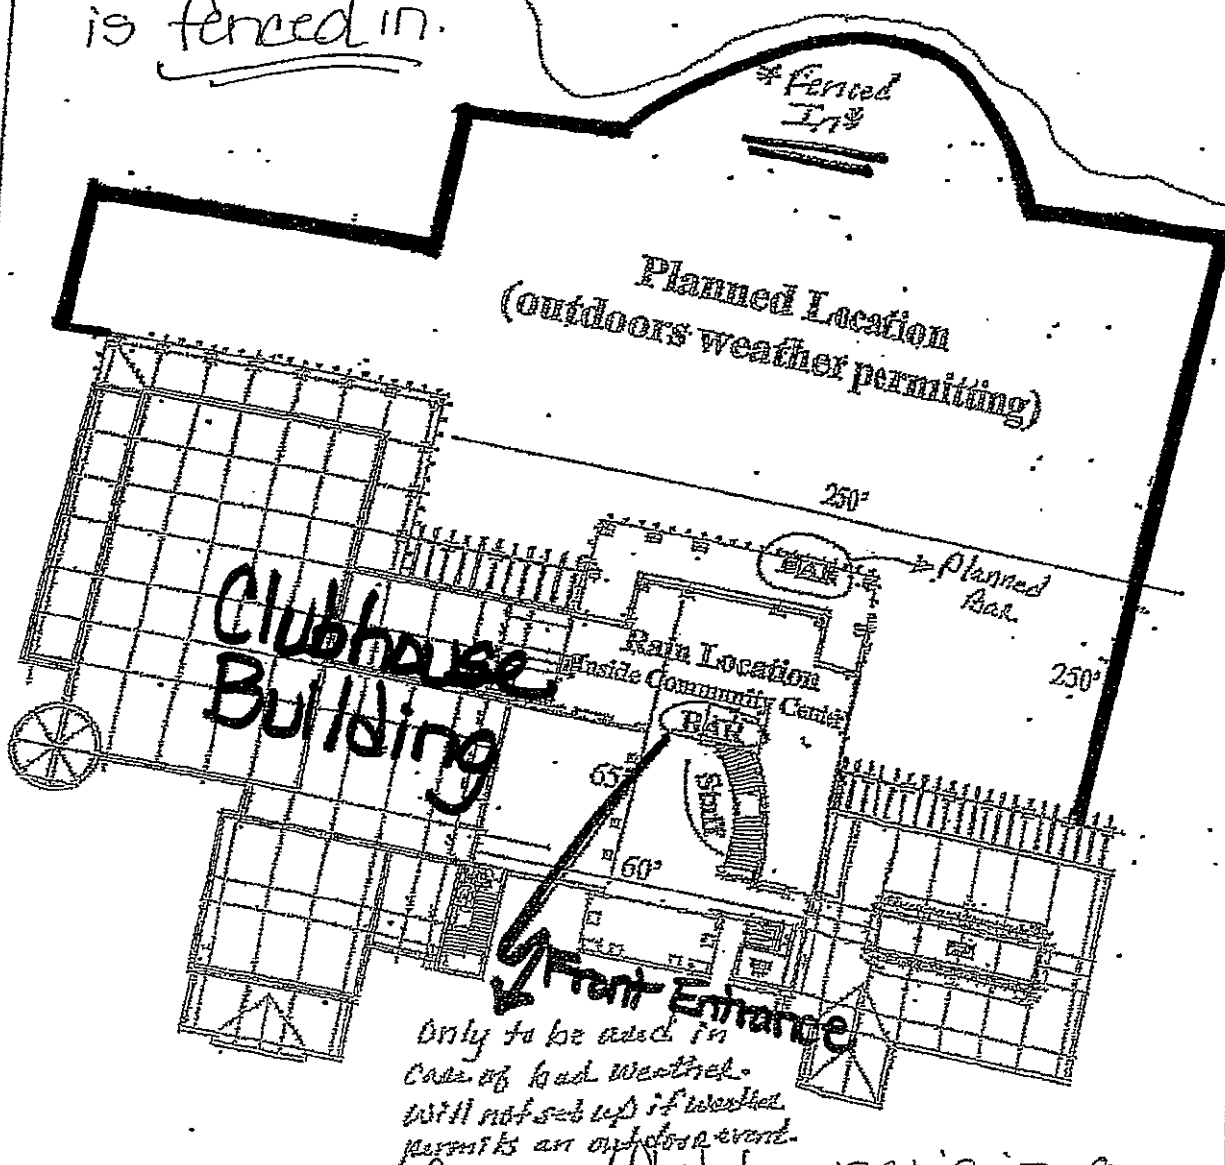 is fenced in.
*Fenced
In*
Planned Location
(outdoors weather permitting)
250'
BAR
Planned
Bar.
Rain Location
Inside Community Center
250'
Clubhouse
Building
BAR
65'
Staff
60'
Front Entrance
Only to be used in
case of bad weather.
Will not set up if weather
permits an outdoor event.